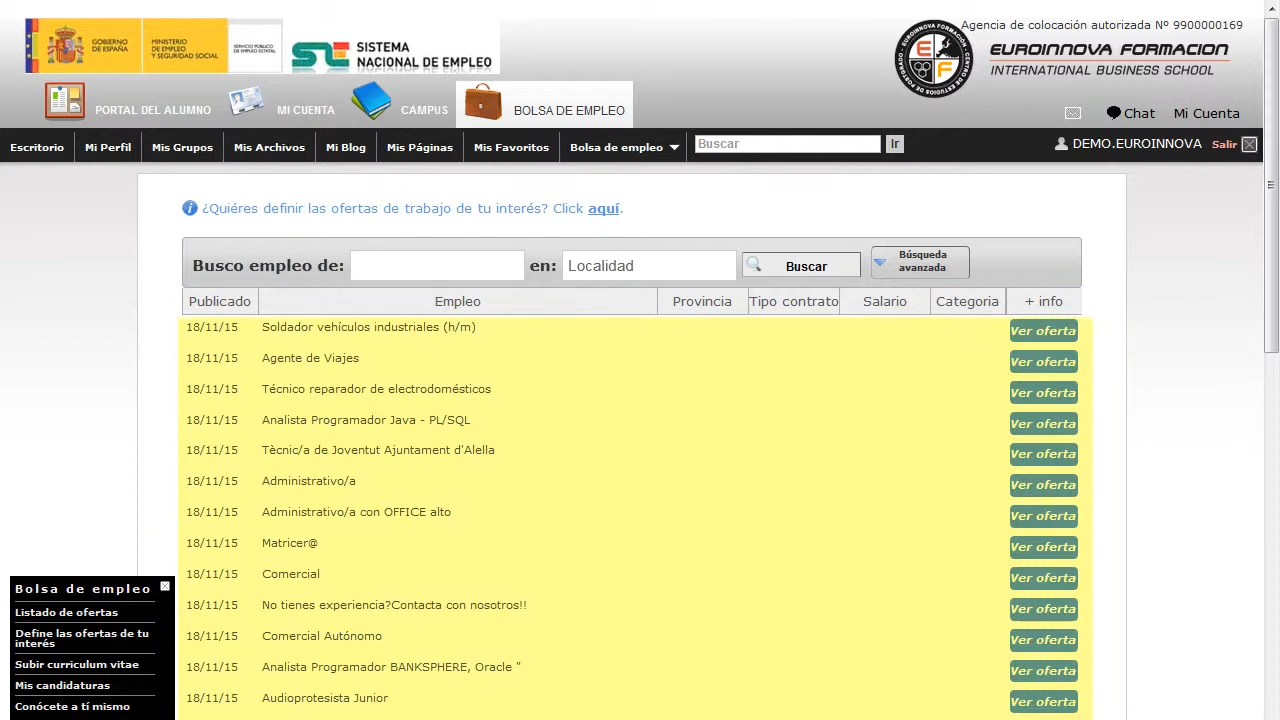 GOBIERNO
DE ESPAÑA
MINISTERIO
DE EMPLEO
Y SEGURIDAD SOCIAL
SERVICIO PÚBLICO
DE EMPLEO ESTATAL
SISTEMA
NACIONAL DE EMPLEO
Agencia de colocación autorizada Nº 9900000169
EUROINNOVA FORMACION
INTERNATIONAL BUSINESS SCHOOL
PORTAL DEL ALUMNO
MI CUENTA
CAMPUS
BOLSA DE EMPLEO
Chat
Mi Cuenta
Escritorio
Mi Perfil
Mis Grupos
Mis Archivos
Mi Blog
Mis Páginas
Mis Favoritos
Bolsa de empleo
Buscar
Ir
DEMO.EUROINNOVA
Salir
¿Quiéres definir las ofertas de trabajo de tu interés? Click aquí.
Busco empleo de:
en:
Localidad
Buscar
Búsqueda
avanzada
Publicado Empleo Provincia Tipo contrato Salario Categoria + info
18/11/15 Soldador vehículos industriales (h/m) Ver oferta
18/11/15 Agente de Viajes Ver oferta
18/11/15 Técnico reparador de electrodomésticos Ver oferta
18/11/15 Analista Programador Java - PL/SQL Ver oferta
18/11/15 Tècnic/a de Joventut Ajuntament d'Alella Ver oferta
18/11/15 Administrativo/a Ver oferta
18/11/15 Administrativo/a con OFFICE alto Ver oferta
18/11/15 Matricer@ Ver oferta
18/11/15 Comercial Ver oferta
18/11/15 No tienes experiencia?Contacta con nosotros!! Ver oferta
18/11/15 Comercial Autónomo Ver oferta
18/11/15 Analista Programador BANKSPHERE, Oracle " Ver oferta
18/11/15 Audioprotesista Junior Ver oferta
Bolsa de empleo
Listado de ofertas
Define las ofertas de tu
interés
Subir curriculum vitae
Mis candidaturas
Conócete a tí mismo